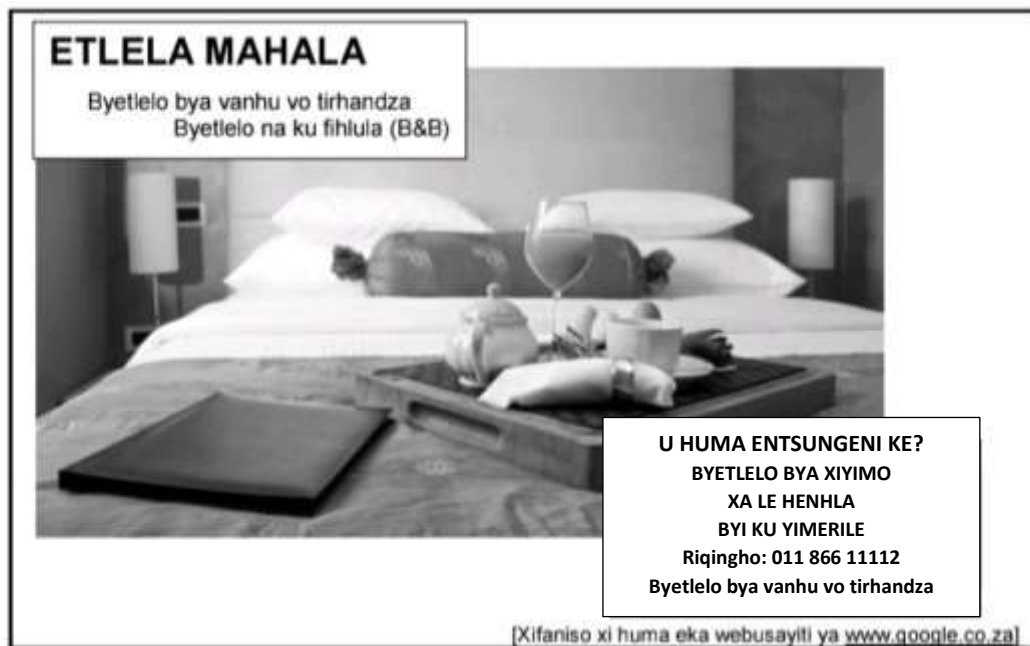 ETLELA MAHALA
Byetlelo bya vanhu vo tirhandza
Byetlelo na ku fihlula (B&B)
U HUMA ENTSUNGENI KE?
BYETLELO BYA XIYIMO
XA LE HENHLA
BYI KU YIMERILE
Riqingho: 011 866 11112
Byetlelo bya vanhu vo tirhandza
[Xifaniso xi huma eka webusayiti ya www.google.co.za]